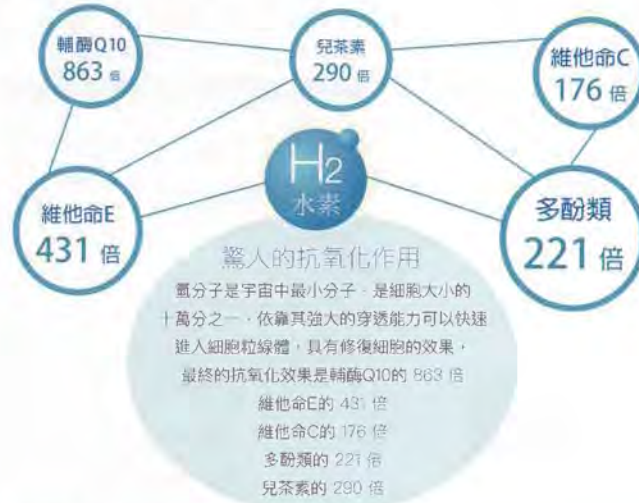 輔酶Q10
863 倍
兒茶素
290 倍
維他命C
176 倍
維他命E
431 倍
H2
水素
多酚類
221 倍
驚人的抗氧化作用
氫分子是宇宙中最小分子，是細胞大小的
十萬分之一，依靠其強大的穿透能力可以快速
進入細胞粒線體，具有修復細胞的效果，
最終的抗氧化效果是輔酶Q10的 863 倍
維他命E的 431 倍
維他命C的 176 倍
多酚類的 221 倍
兒茶素的 290 倍